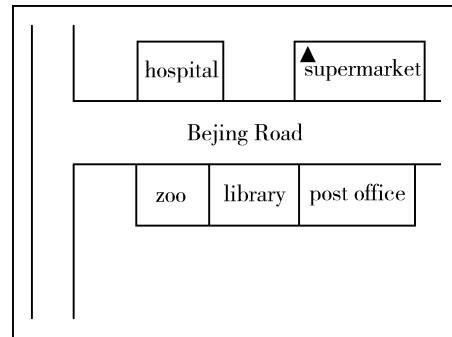 hospital
supermarket
Bejing Road
zoo
library
post office